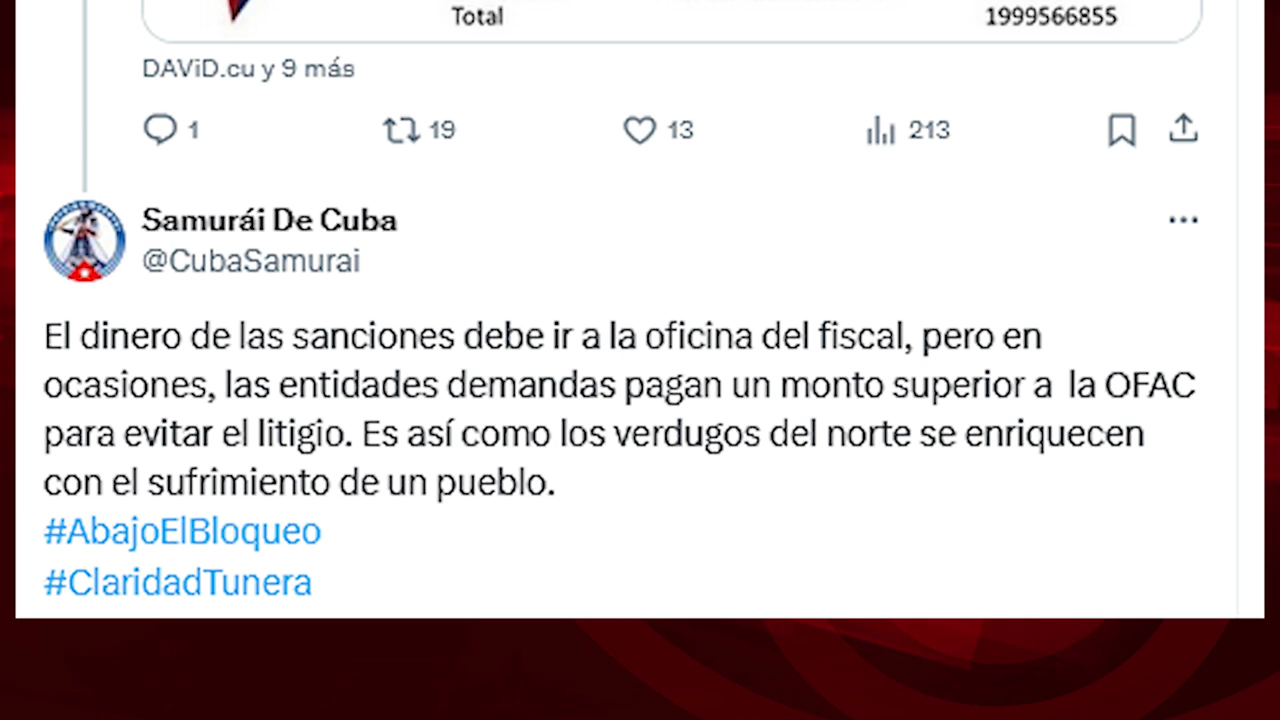 Total 1999566855
DAViD.cu y 9 más
1 19 13 213
Samurái De Cuba
@CubaSamurai
El dinero de las sanciones debe ir a la oficina del fiscal, pero en
ocasiones, las entidades demandas pagan un monto superior a  la OFAC
para evitar el litigio. Es así como los verdugos del norte se enriquecen
con el sufrimiento de un pueblo.
#AbajoElBloqueo
#ClaridadTunera